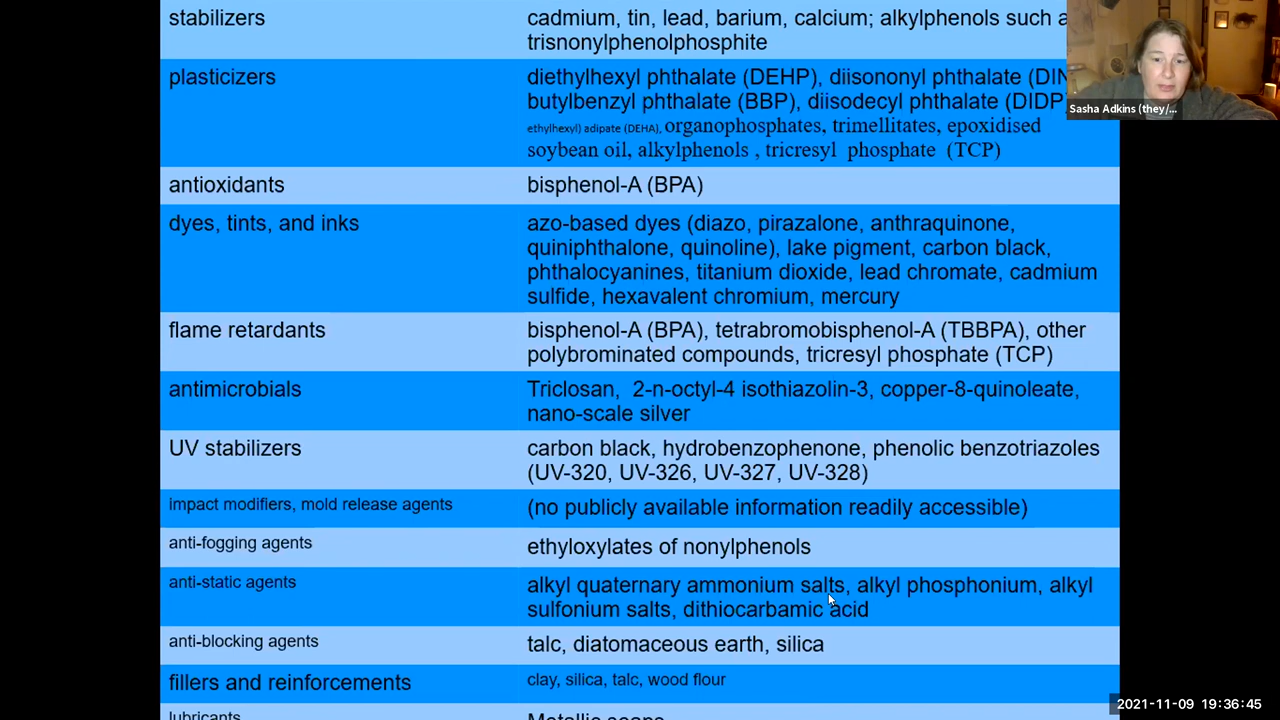 stabilizers
cadmium, tin, lead, barium, calcium; alkylphenols such
trisnonylphenolphosphite
plasticizers
diethylhexyl phthalate (DEHP), diisononyl phthalate
butylbenzyl phthalate (BBP), diisodecyl phthalate (DIDP
ethylhexyl) adipate (DEHA), organophosphates, trimellitates, epoxidised
soybean oil, alkylphenols , tricresyl phosphate (TCP)
antioxidants
bisphenol-A (BPA)
dyes, tints, and inks
azo-based dyes (diazo, pirazalone, anthraquinone,
quiniphthalone, quinoline), lake pigment, carbon black,
phthalocyanines, titanium dioxide, lead chromate, cadmium
sulfide, hexavalent chromium, mercury
flame retardants
bisphenol-A (BPA), tetrabromobisphenol-A (TBBPA), other
polybrominated compounds, tricresyl phosphate (TCP)
antimicrobials
Triclosan, 2-n-octyl-4 isothiazolin-3, copper-8-quinoleate,
nano-scale silver
UV stabilizers
carbon black, hydrobenzophenone, phenolic benzotriazoles
(UV-320, UV-326, UV-327, UV-328)
impact modifiers, mold release agents
(no publicly available information readily accessible)
anti-fogging agents
ethyloxylates of nonylphenols
anti-static agents
alkyl quaternary ammonium salts, alkyl phosphonium, alkyl
sulfonium salts, dithiocarbamic acid
anti-blocking agents
talc, diatomaceous earth, silica
fillers and reinforcements
clay, silica, talc, wood flour
lubricants
Metallic soaps
Sasha Adkins (they/...
2021-11-09 19:36:45